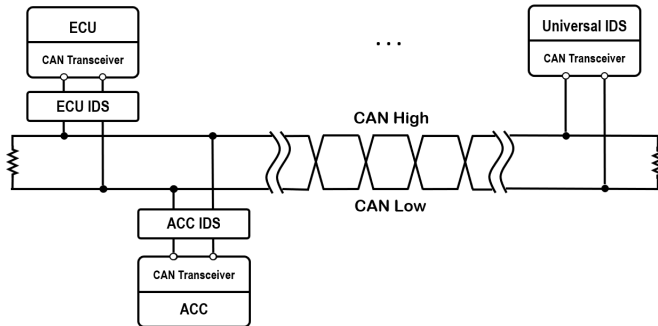 ECU
CAN Transceiver
ECU IDS
...
Universal IDS
CAN Transceiver
CAN High
CAN Low
ACC IDS
CAN Transceiver
ACC